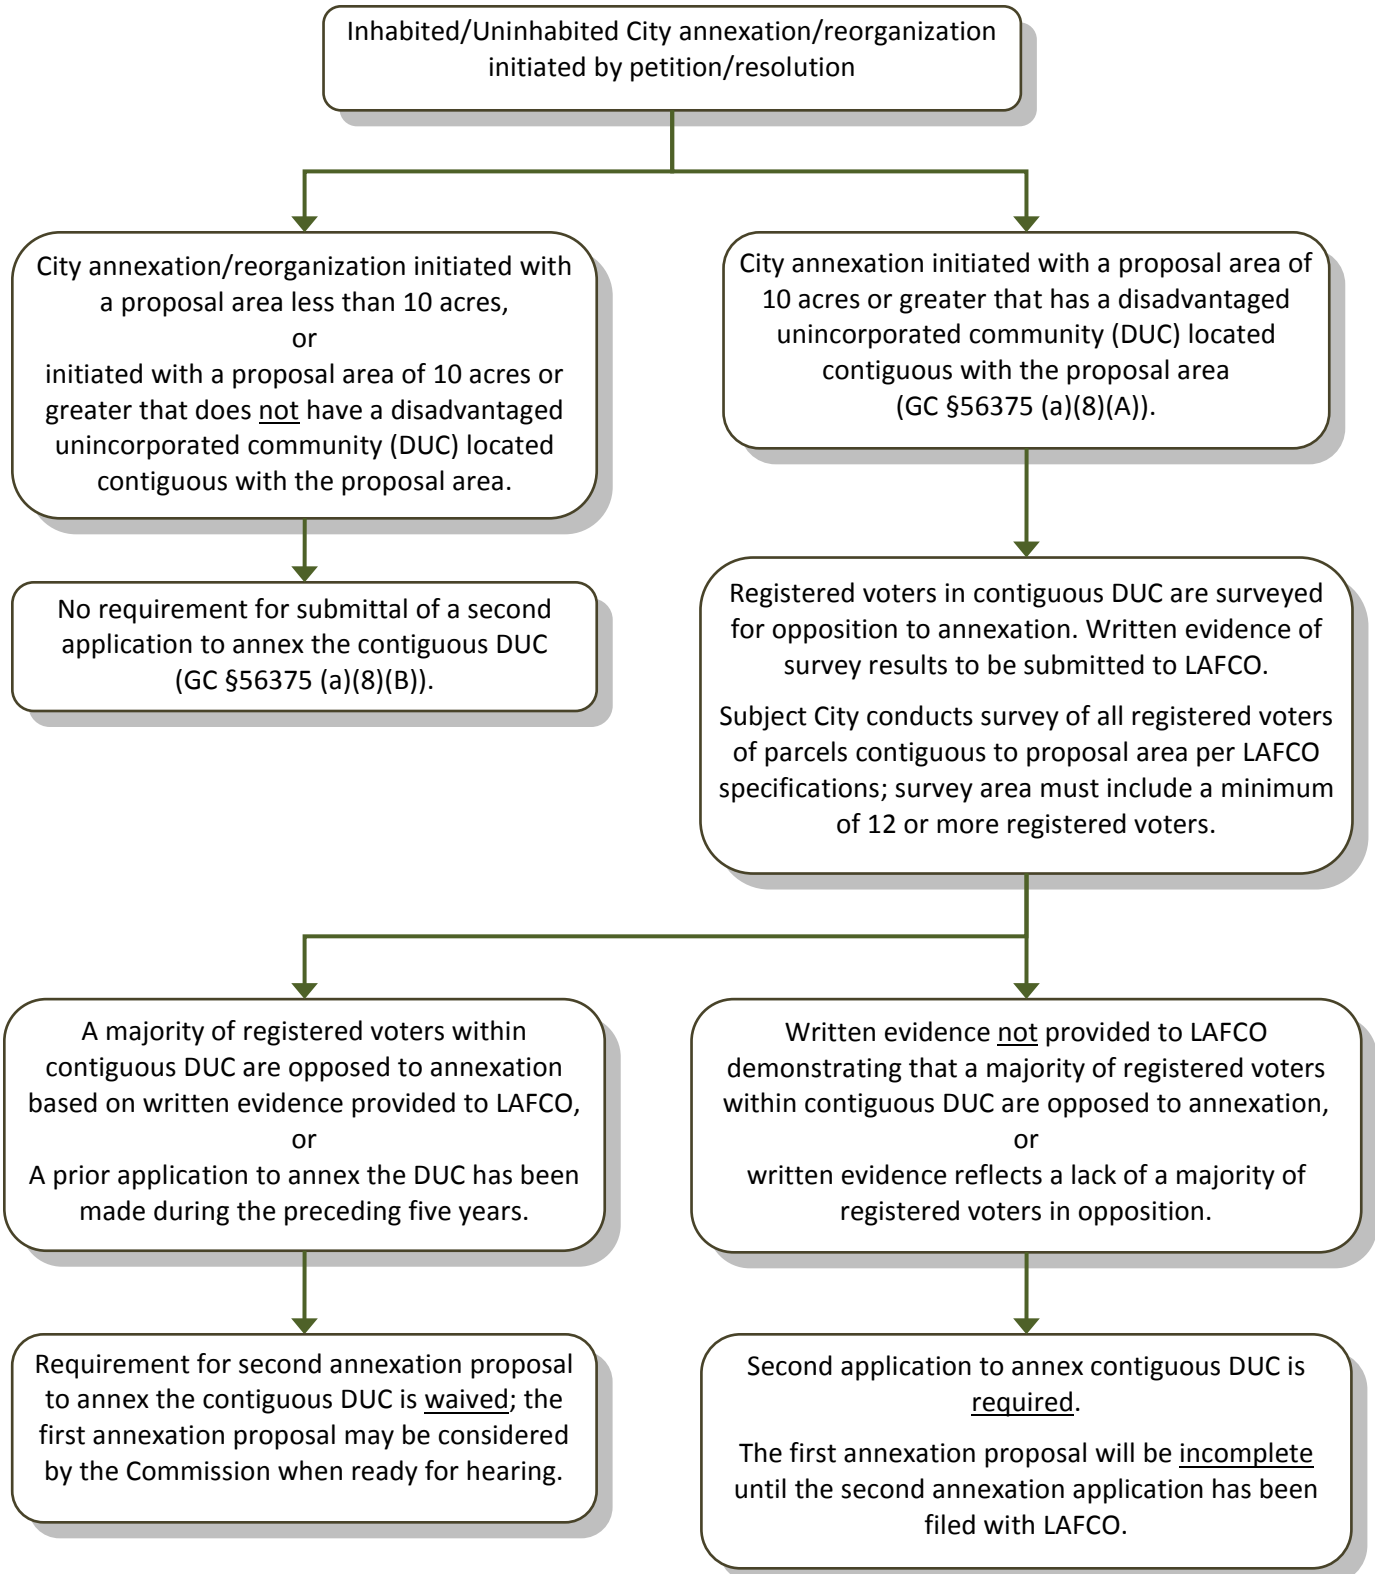 Inhabited/Uninhabited City annexation/reorganization
initiated by petition/resolution
City annexation/reorganization initiated with
a proposal area less than 10 acres,
or
initiated with a proposal area of 10 acres or
greater that does not have a disadvantaged
unincorporated community (DUC) located
contiguous with the proposal area.
City annexation initiated with a proposal area of
10 acres or greater that has a disadvantaged
unincorporated community (DUC) located
contiguous with the proposal area
(GC §56375 (a)(8)(A)).
No requirement for submittal of a second
application to annex the contiguous DUC
(GC §56375 (a)(8)(B)).
Registered voters in contiguous DUC are surveyed
for opposition to annexation. Written evidence of
survey results to be submitted to LAFCO.
Subject City conducts survey of all registered voters
of parcels contiguous to proposal area per LAFCO
specifications; survey area must include a minimum
of 12 or more registered voters.
A majority of registered voters within
contiguous DUC are opposed to annexation
based on written evidence provided to LAFCO,
or
A prior application to annex the DUC has been
made during the preceding five years.
Written evidence not provided to LAFCO
demonstrating that a majority of registered voters
within contiguous DUC are opposed to annexation,
or
written evidence reflects a lack of a majority of
registered voters in opposition.
Requirement for second annexation proposal
to annex the contiguous DUC is waived; the
first annexation proposal may be considered
by the Commission when ready for hearing.
Second application to annex contiguous DUC is
required.
The first annexation proposal will be incomplete
until the second annexation application has been
filed with LAFCO.